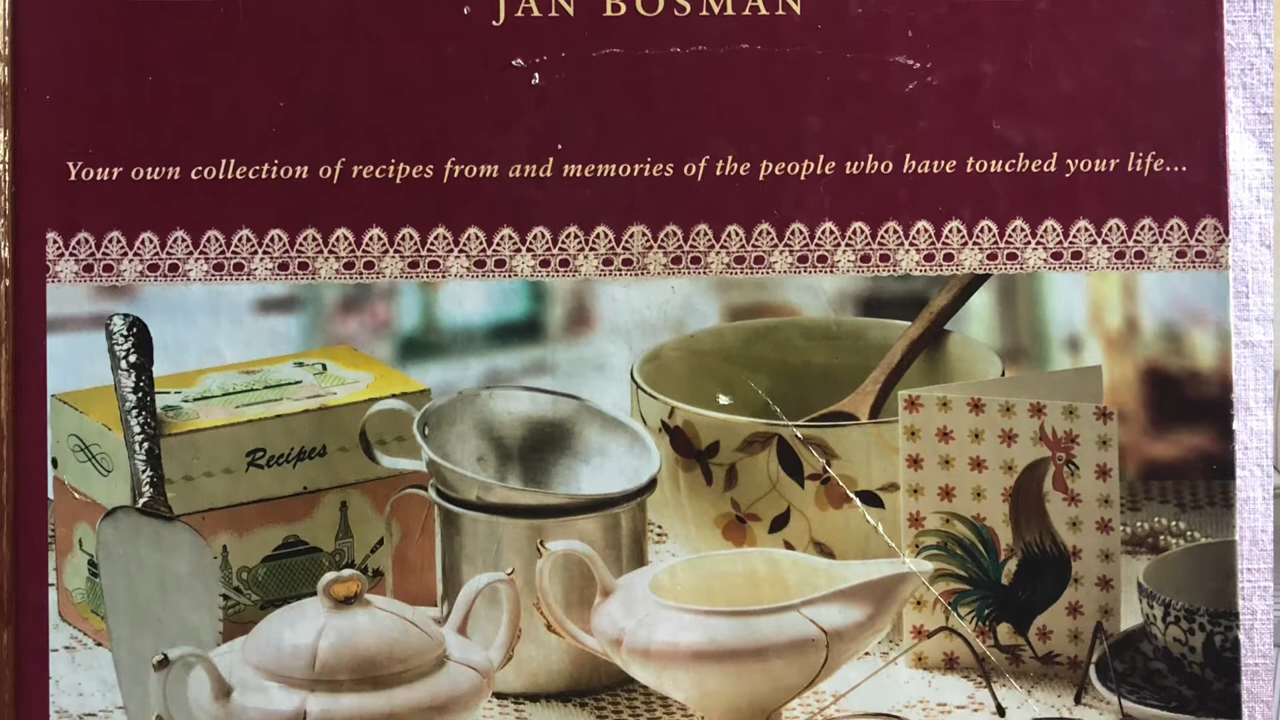 JAN BOSMAN
Your own collection of recipes from and memories of the people who have touched your life...
Recipes